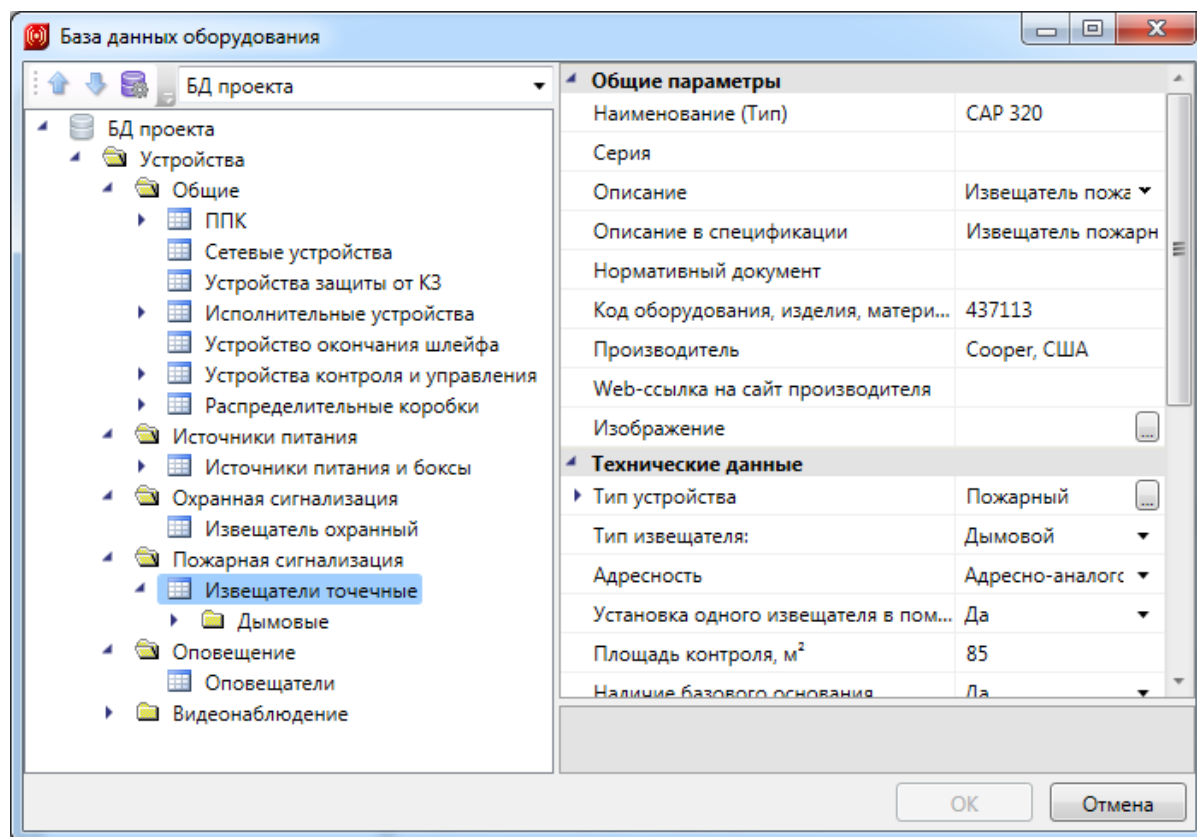 База данных оборудования
БД проекта
БД проекта
Устройства
Общие
ППК
Сетевые устройства
Устройства защиты от КЗ
Исполнительные устройства
Устройство окончания шлейфа
Устройства контроля и управления
Распределительные коробки
Источники питания
Источники питания и боксы
Охранная сигнализация
Извещатель охранный
Пожарная сигнализация
Извещатели точечные
Дымовые
Оповещение
Оповещатели
Видеонаблюдение
Общие параметры
Наименование (Тип) CAP 320
Серия
Описание Извещатель пожа
Описание в спецификации Извещатель пожарн
Нормативный документ
Код оборудования, изделия, матери... 437113
Производитель Cooper, США
Web-ссылка на сайт производителя
Изображение ...
Технические данные
Тип устройства Пожарный ...
Тип извещателя: Дымовой
Адресность Адресно-аналогс
Установка одного извещателя в пом... Да
Площадь контроля, м² 85
Наличие базового основания Да
OK Отмена